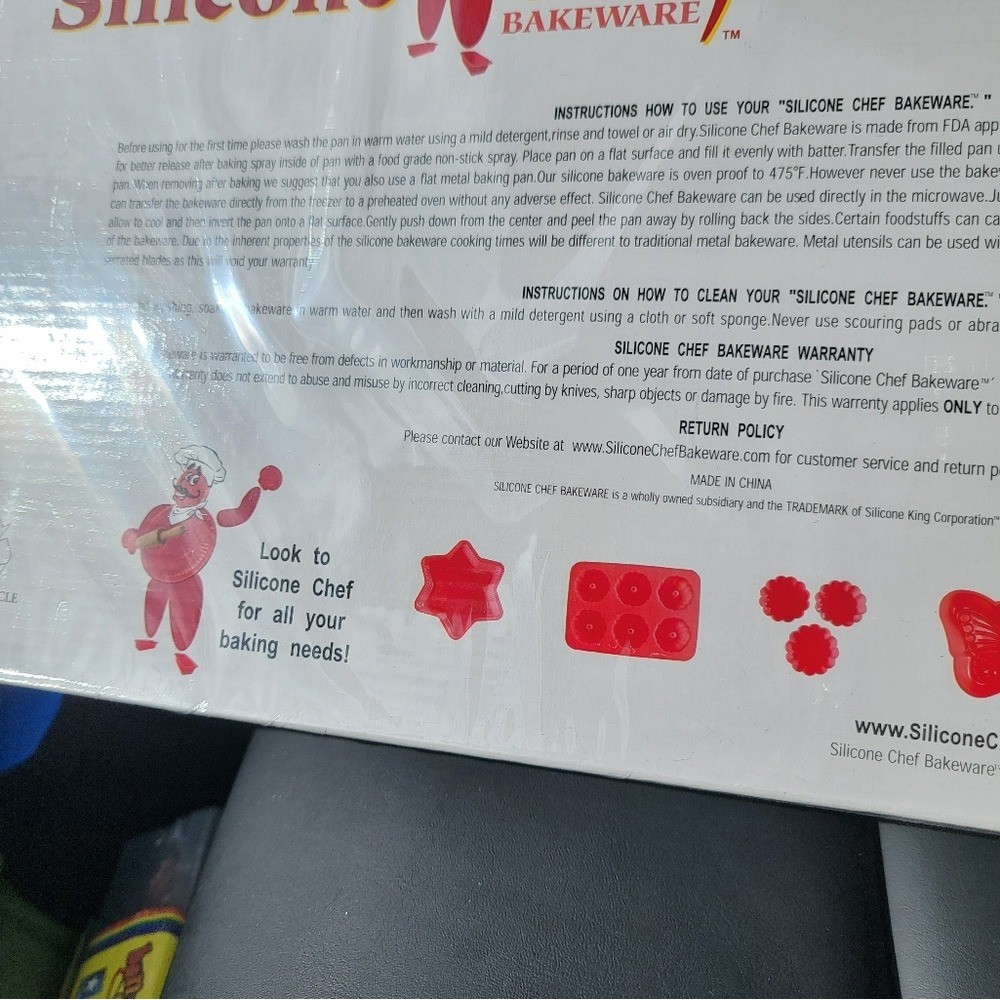 Silicone
BAKEWARE
TM
INSTRUCTIONS HOW TO USE YOUR "SILICONE CHEF BAKEWARE.™ "
Before using for the first time please wash the pan in warm water using a mild detergent,rinse and towel or air dry.Silicone Chef Bakeware is made from FDA app
for better release after baking spray inside of pan with a food grade non-stick spray. Place pan on a flat surface and fill it evenly with batter.Transfer the filled pan
pan. When removing after baking we suggest that you also use a flat metal baking pan.Our silicone bakeware is oven proof to 475°F.However never use the bake
can transfer the bakeware directly from the freezer to a preheated oven without any adverse effect. Silicone Chef Bakeware can be used directly in the microwave.Ju
allow to cool and then invert the pan onto a flat surface.Gently push down from the center and peel the pan away by rolling back the sides.Certain foodstuffs can ca
of the bakeware. Due to the inherent properties of the silicone bakeware cooking times will be different to traditional metal bakeware. Metal utensils can be used wi
serrated blades as this will void your warranty
INSTRUCTIONS ON HOW TO CLEAN YOUR "SILICONE CHEF BAKEWARE.™
bakeware in warm water and then wash with a mild detergent using a cloth or soft sponge.Never use scouring pads or abra
is warranted to be free from defects in workmanship or material. For a period of one year from date of purchase `Silicone Chef Bakeware™´
SILICONE CHEF BAKEWARE WARRANTY
does not extend to abuse and misuse by incorrect cleaning,cutting by knives, sharp objects or damage by fire. This warrenty applies ONLY to
RETURN POLICY
Please contact our Website at www.SiliconeChefBakeware.com for customer service and return p
MADE IN CHINA
SILICONE CHEF BAKEWARE is a wholly owned subsidiary and the TRADEMARK of Silicone King Corporation™
Look to
Silicone Chef
for all your
baking needs!
CLE
www.SiliconeC
Silicone Chef Bakeware™